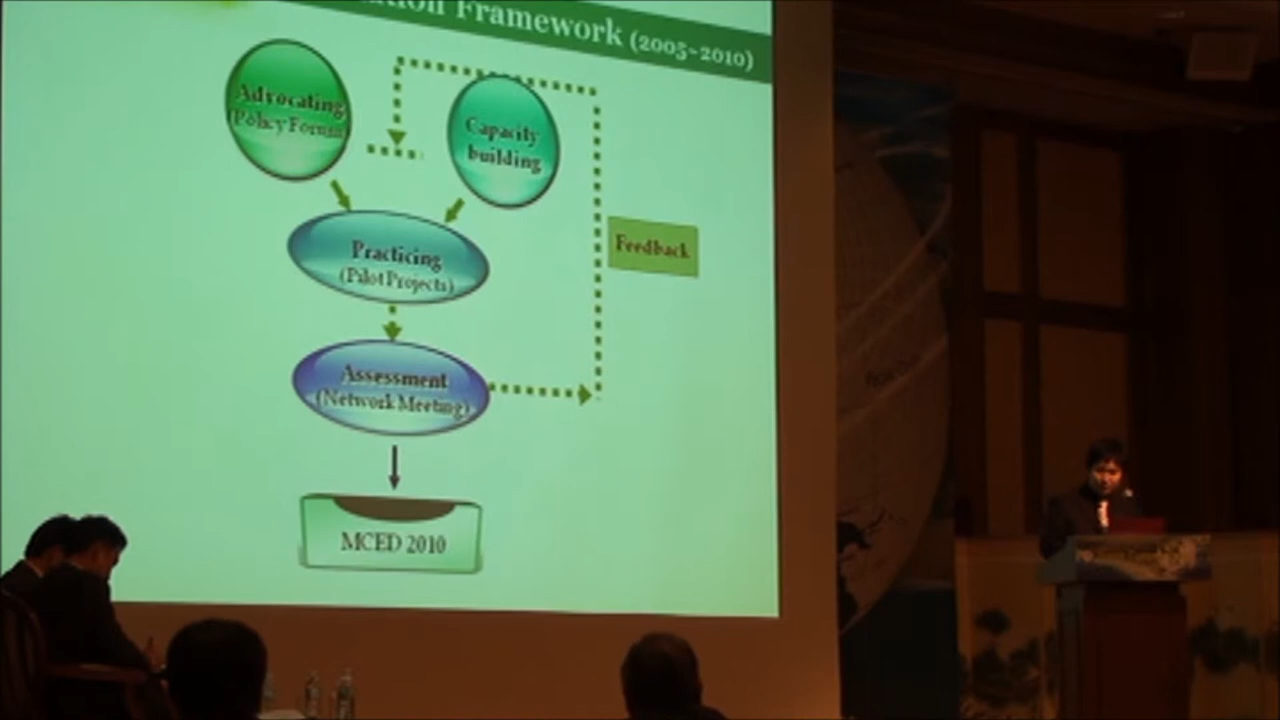 Framework (2005~2010)
Advocating
(Policy Forum)
Capacity
building
Practicing
(Pilot Projects)
Feedback
Assessment
(Network Meeting)
MCED 2010